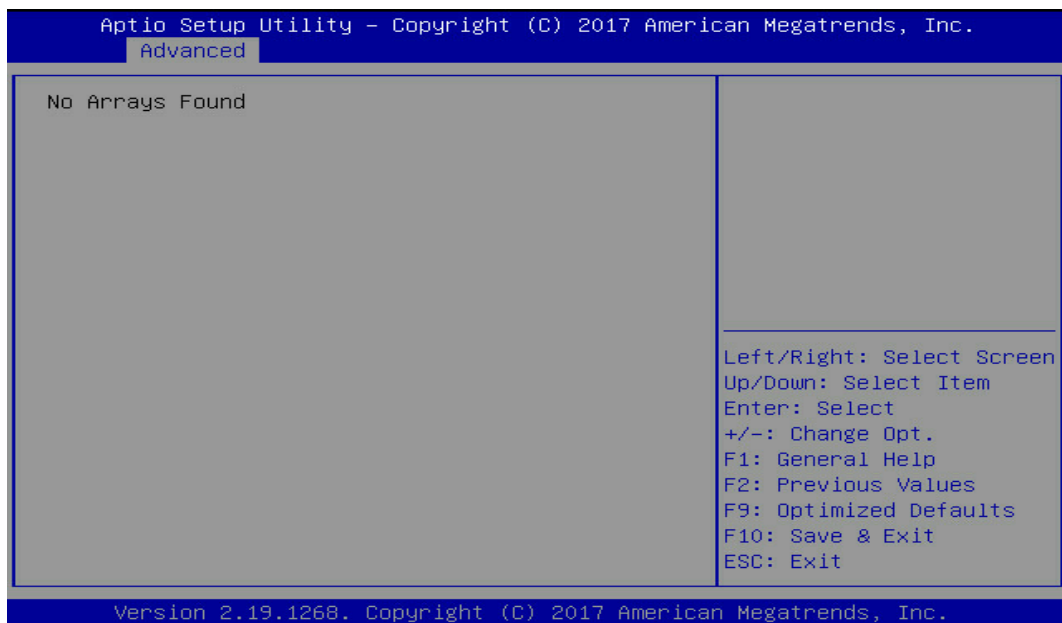 Aptio Setup Utility – Copyright (C) 2017 American Megatrends, Inc.
Advanced
No Arrays Found
Left/Right: Select Screen
Up/Down: Select Item
Enter: Select
+/-: Change Opt.
F1: General Help
F2: Previous Values
F9: Optimized Defaults
F10: Save & Exit
ESC: Exit
Version 2.19.1268. Copyright (C) 2017 American Megatrends, Inc.